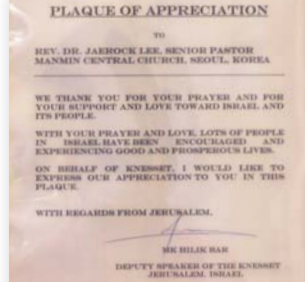 PLAQUE OF APPRECIATION
TO
REV. DR. JAEROCK LEE, SENIOR PASTOR
MANMIN CENTRAL CHURCH, SEOUL, KOREA
WE THANK YOU FOR YOUR PRAYER AND FOR
YOUR SUPPORT AND LOVE TOWARD ISRAEL AND
ITS PEOPLE.
WITH YOUR PRAYER AND LOVE, LOTS OF PEOPLE
IN ISRAEL HAVE BEEN ENCOURAGED AND
EXPERIENCING GOOD AND PROSPEROUS LIVES.
ON BEHALF OF KNESSET, I WOULD LIKE TO
EXPRESS OUR APPRECIATION TO YOU IN THIS
PLAQUE.
WITH REGARDS FROM JERUSALEM,
MK HILIK BAR
DEPUTY SPEAKER OF THE KNESSET
JERUSALEM, ISRAEL